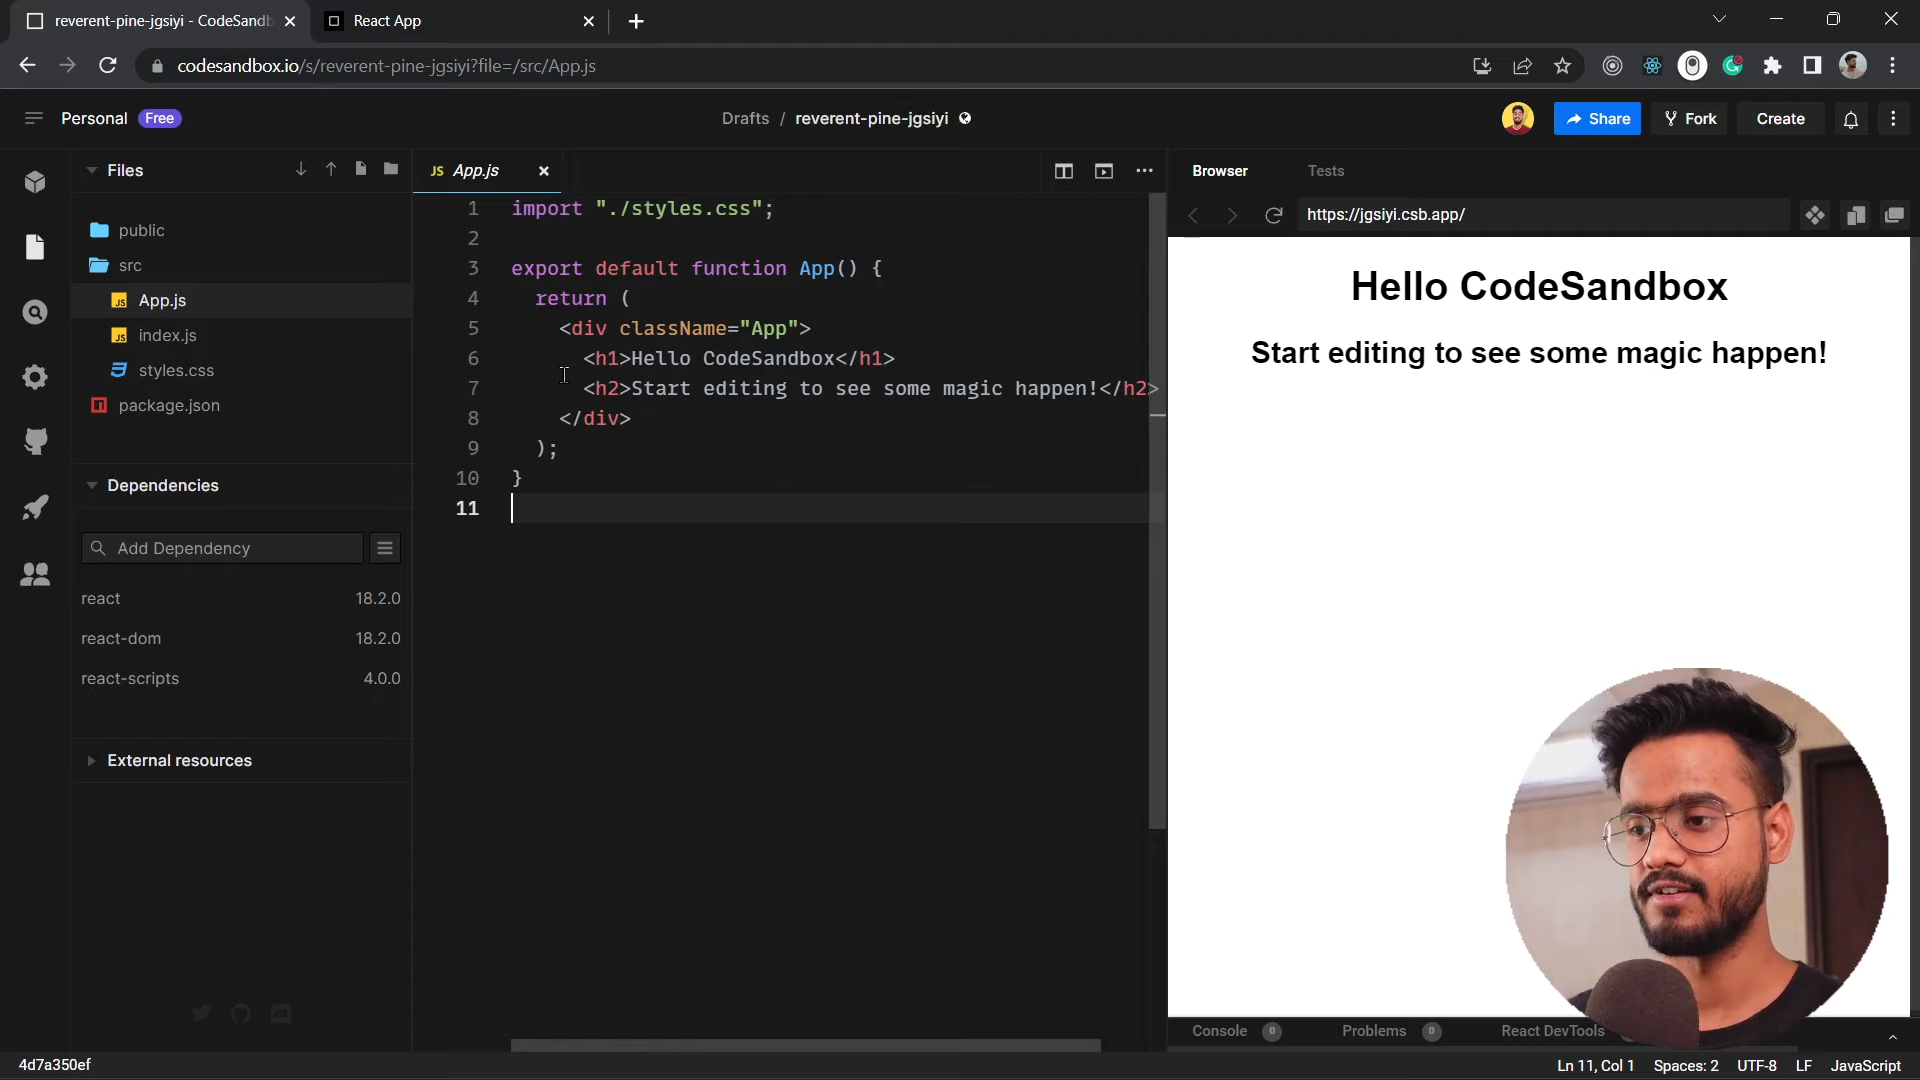 reverent-pine-jgsiyi - CodeSandb
React App
codesandbox.io/s/reverent-pine-jgsiyi?file=/src/App.js
Personal Free
Drafts / reverent-pine-jgsiyi
Share
Fork
Create
Files
public
src
JS App.js
JS index.js
styles.css
package.json
Dependencies
Add Dependency
react 18.2.0
react-dom 18.2.0
react-scripts 4.0.0
External resources
JS App.js
1 import "./styles.css";
2
3 export default function App() {
4 return (
5 <div className="App">
6 <h1>Hello CodeSandbox</h1>
7 <h2>Start editing to see some magic happen!</h2>
8 </div>
9 );
10 }
11
Browser Tests
https://jgsiyi.csb.app/
Hello CodeSandbox
Start editing to see some magic happen!
Console 0 Problems 0 React DevTools
4d7a350ef
Ln 11, Col 1 Spaces: 2 UTF-8 LF JavaScript